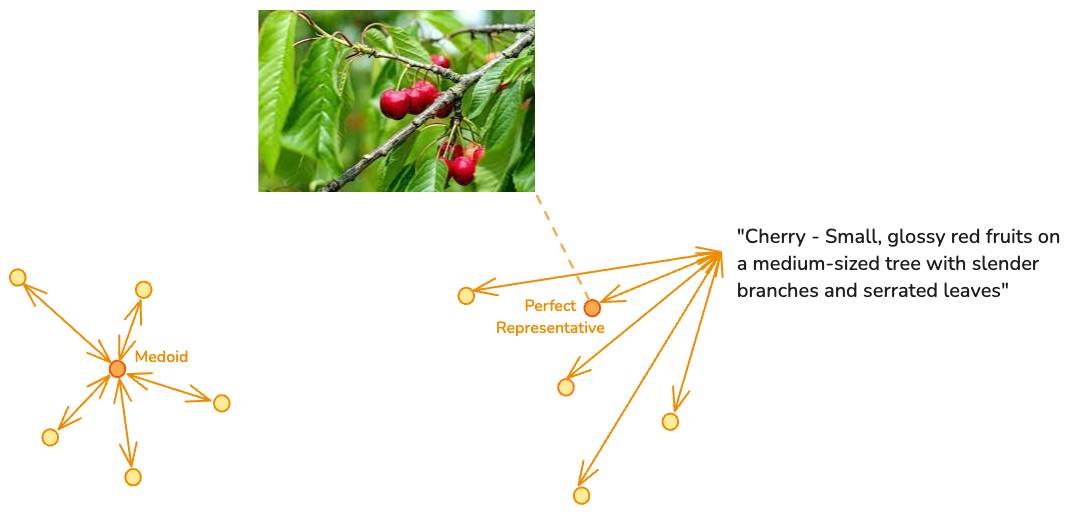 "Cherry - Small, glossy red fruits on
a medium-sized tree with slender
branches and serrated leaves"
Perfect
Representative
Medoid